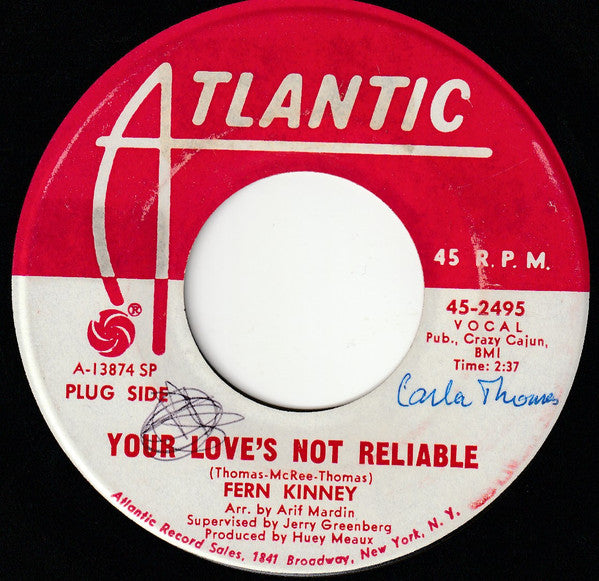 ATLANTIC
45 R.P.M.
®
45-2495
VOCAL
Pub., Crazy Cajun,
BMI
Time: 2:37
A-13874 SP
PLUG SIDE
Carla Thomas
YOUR LOVE'S NOT RELIABLE
(Thomas-McRee-Thomas)
FERN KINNEY
Arr. by Arif Mardin
Supervised by Jerry Greenberg
Produced by Huey Meaux
Atlantic Record Sales, 1841 Broadway, New York, N. Y.